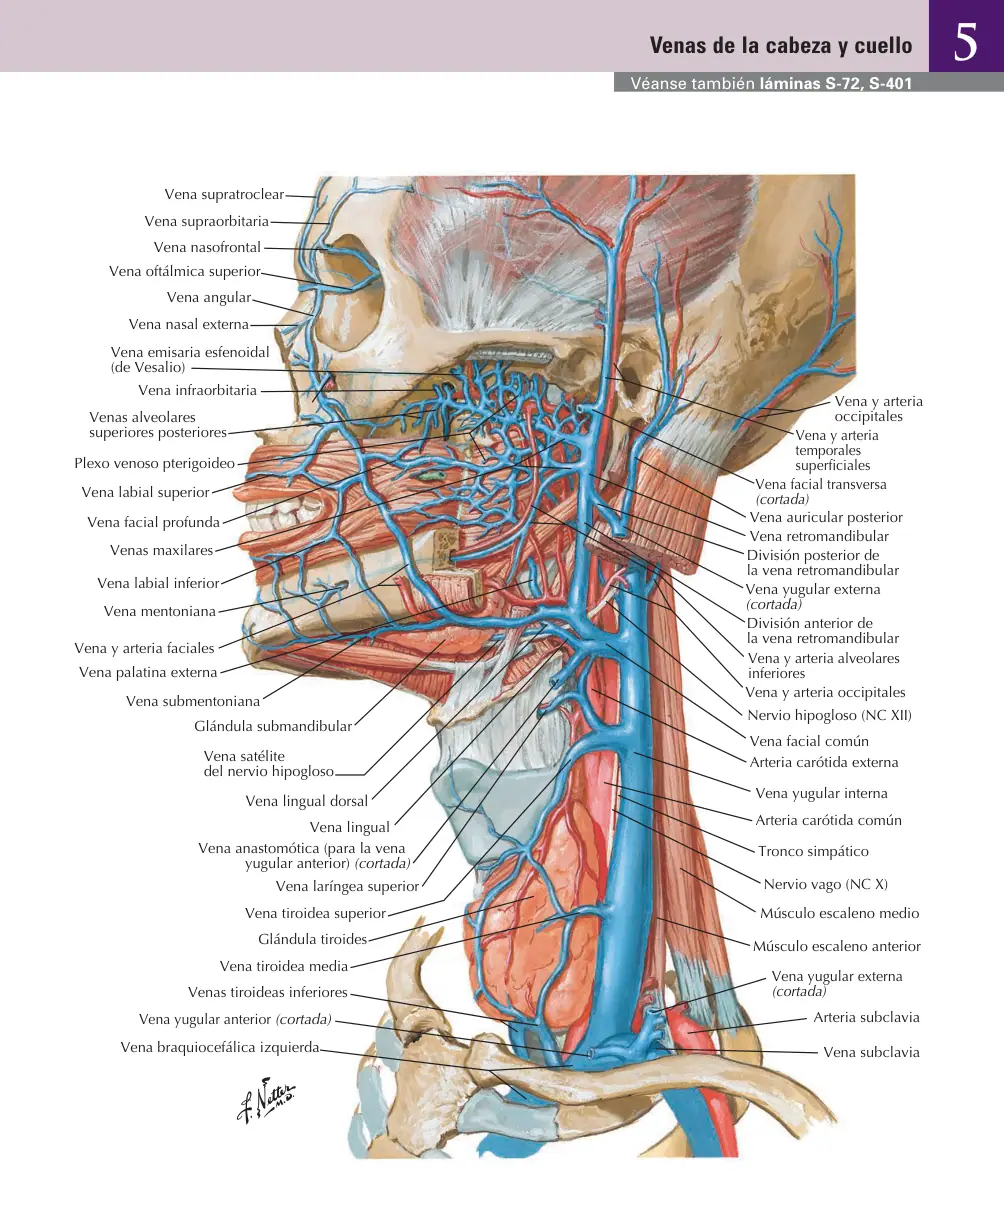 Venas de la cabeza y cuello
5
Véanse también láminas S-72, S-401
Vena supratroclear
Vena supraorbitaria
Vena nasofrontal
Vena oftálmica superior
Vena angular
Vena nasal externa
Vena emisaria esfenoidal
(de Vesalio)
Vena infraorbitaria
Venas alveolares
superiores posteriores
Plexo venoso pterigoideo
Vena labial superior
Vena facial profunda
Venas maxilares
Vena labial inferior
Vena mentoniana
Vena y arteria faciales
Vena palatina externa
Vena submentoniana
Glándula submandibular
Vena satélite
del nervio hipogloso
Vena lingual dorsal
Vena lingual
Vena anastomótica (para la vena
yugular anterior) (cortada)
Vena laríngea superior
Vena tiroidea superior
Glándula tiroides
Vena tiroidea media
Venas tiroideas inferiores
Vena yugular anterior (cortada)
Vena braquiocefálica izquierda
Vena y arteria
occipitales
Vena y arteria
temporales
superficiales
Vena facial transversa
(cortada)
Vena auricular posterior
Vena retromandibular
División posterior de
la vena retromandibular
Vena yugular externa
(cortada)
División anterior de
la vena retromandibular
Vena y arteria alveolares
inferiores
Vena y arteria occipitales
Nervio hipogloso (NC XII)
Vena facial común
Arteria carótida externa
Vena yugular interna
Arteria carótida común
Tronco simpático
Nervio vago (NC X)
Músculo escaleno medio
Músculo escaleno anterior
Vena yugular externa
(cortada)
Arteria subclavia
Vena subclavia
F. Netter
M.D.